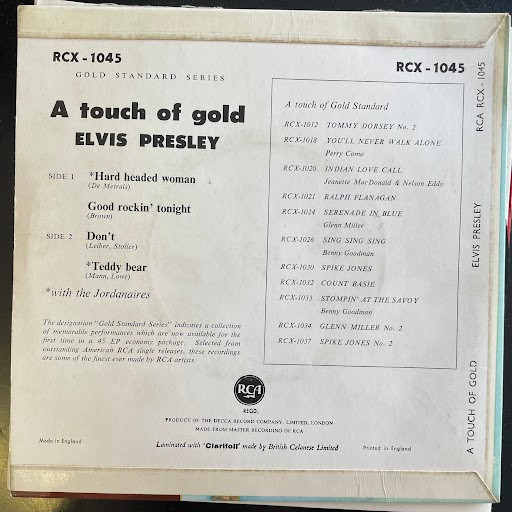 RCX - 1045
GOLD STANDARD SERIES
A touch of gold
ELVIS PRESLEY
SIDE 1 *Hard headed woman
(De Metruis)
Good rockin' tonight
(Brown)
SIDE 2 Don't
(Leiber, Stoller)
*Teddy bear
(Mann, Lowe)
*with the Jordanaires
The designation "Gold Standard Series" indicates a collection
of memorable performances which are now available for the
first time in a 45 EP economy package. Selected from
outstanding American RCA single releases, these recordings
are some of the finest ever made by RCA artists.
RCX - 1045
A touch of Gold Standard
RCX-1012 TOMMY DORSEY No. 2
RCX-1018 YOU'LL NEVER WALK ALONE
Perry Como
RCX-1020 INDIAN LOVE CALL
Jeanette MacDonald & Nelson Eddy
RCX-1021 RALPH FLANAGAN
RCX-1024 SERENADE IN BLUE
Glenn Miller
RCX-1026 SING SING SING
Benny Goodman
RCX-1030 SPIKE JONES
RCX-1032 COUNT BASIE
RCX-1033 STOMPIN' AT THE SAVOY
Benny Goodman
RCX-1034 GLENN MILLER No. 2
RCX-1037 SPIKE JONES No. 2
RCA
REGD.
PRODUCT OF THE DECCA RECORD COMPANY, LIMITED, LONDON
MADE FROM MASTER RECORDING OF RCA
Made in England
Laminated with 'Clarifoil' made by British Celanese Limited
Printed in England
A TOUCH OF GOLD ELVIS PRESLEY RCA RCX - 1045